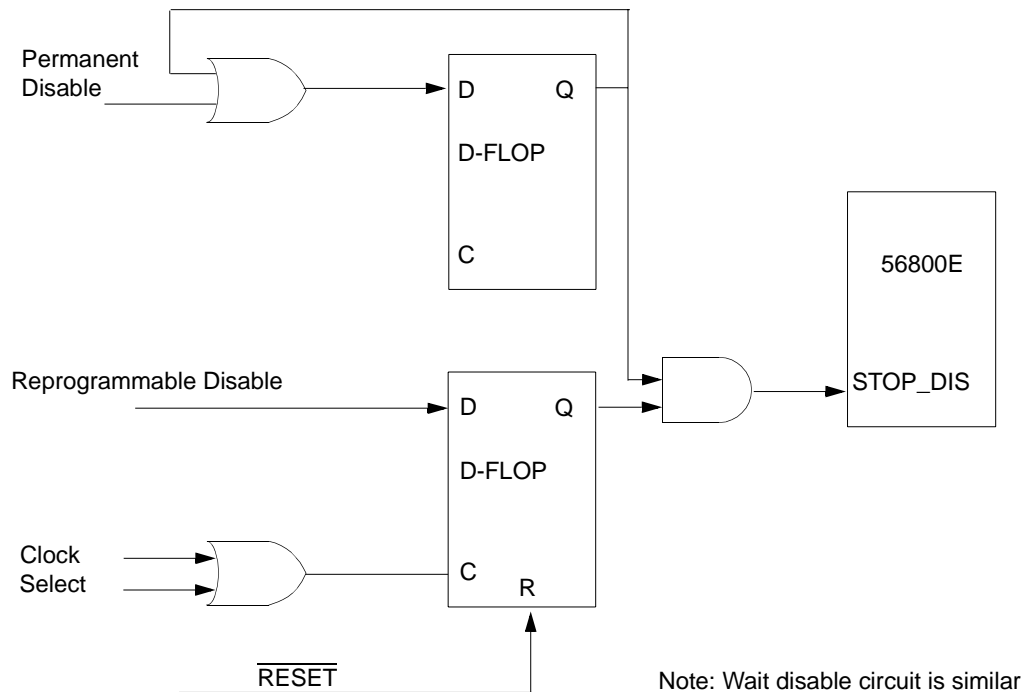 Permanent
Disable
D
Q
D-FLOP
C
56800E
STOP_DIS
Reprogrammable Disable
D
Q
D-FLOP
Clock
Select
C
R
RESET
Note: Wait disable circuit is similar